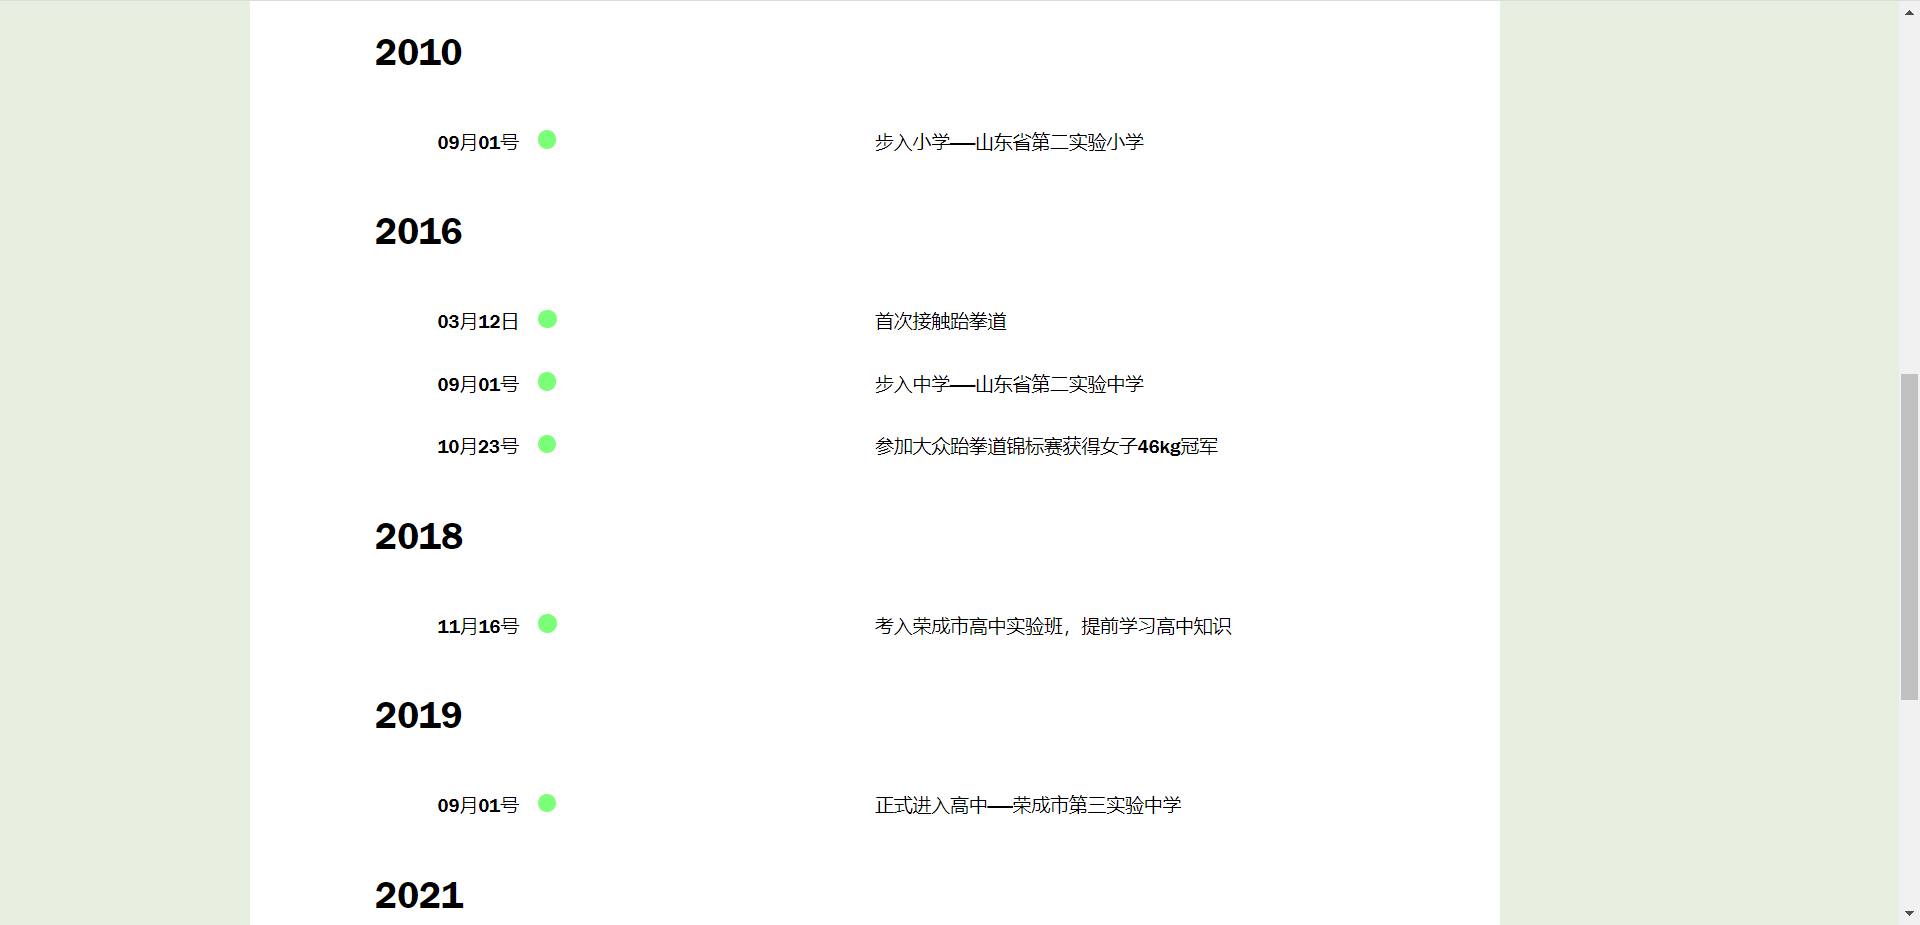 2010
09月01号 步入小学——山东省第二实验小学
2016
03月12日 首次接触跆拳道
09月01号 步入中学——山东省第二实验中学
10月23号 参加大众跆拳道锦标赛获得女子46kg冠军
2018
11月16号 考入荣成市高中实验班，提前学习高中知识
2019
09月01号 正式进入高中——荣成市第三实验中学
2021